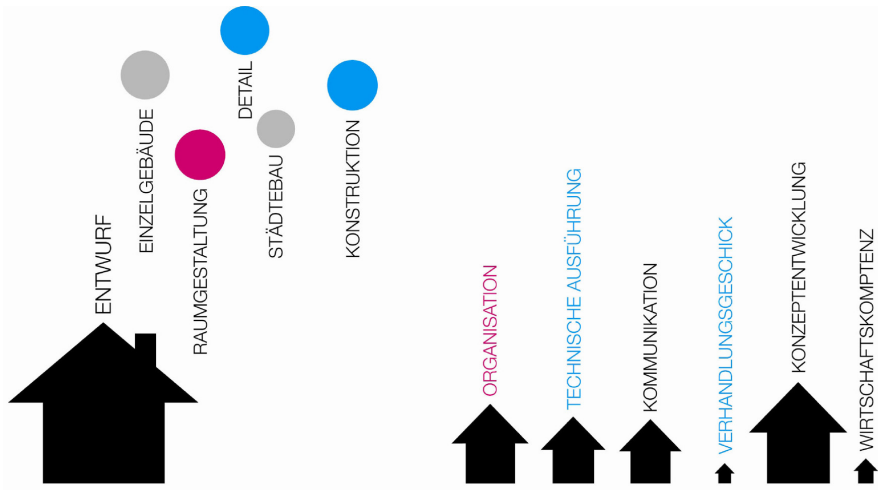 ENTWURF
EINZELGEBÄUDE
RAUMGESTALTUNG
DETAIL
STÄDTEBAU
KONSTRUKTION
ORGANISATION
TECHNISCHE AUSFÜHRUNG
KOMMUNIKATION
VERHANDLUNGSGESCHICK
KONZEPTENTWICKLUNG
WIRTSCHAFTSKOMPTENZ